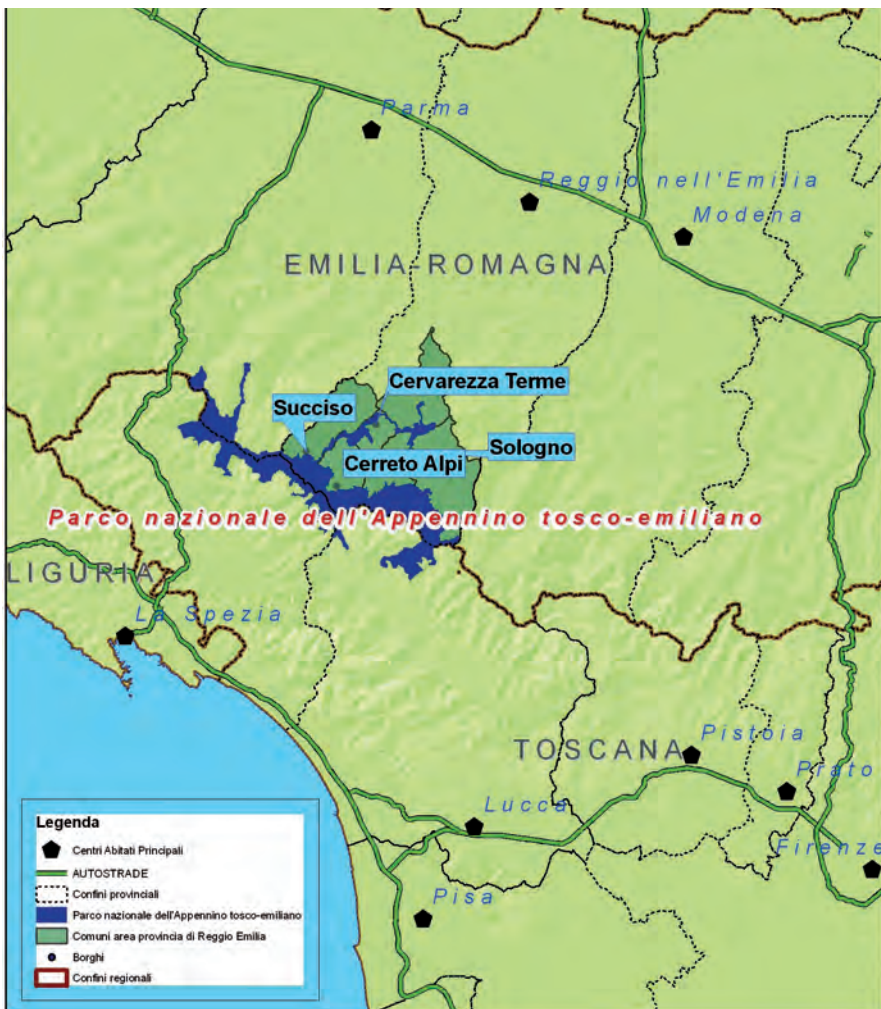 Parma
Reggio nell'Emilia
Modena
EMILIA-ROMAGNA
Cervarezza Terme
Succiso
Sologno
Cerreto Alpi
Parco nazionale dell'Appennino tosco-emiliano
LIGURIA
La Spezia
TOSCANA
Pistoia
Prato
Lucca
Firenze
Pisa
Legenda
Centri Abitati Principali
AUTOSTRADE
Confini provinciali
Parco nazionale dell'Appennino tosco-emiliano
Comuni area provincia di Reggio Emilia
Borghi
Confini regionali